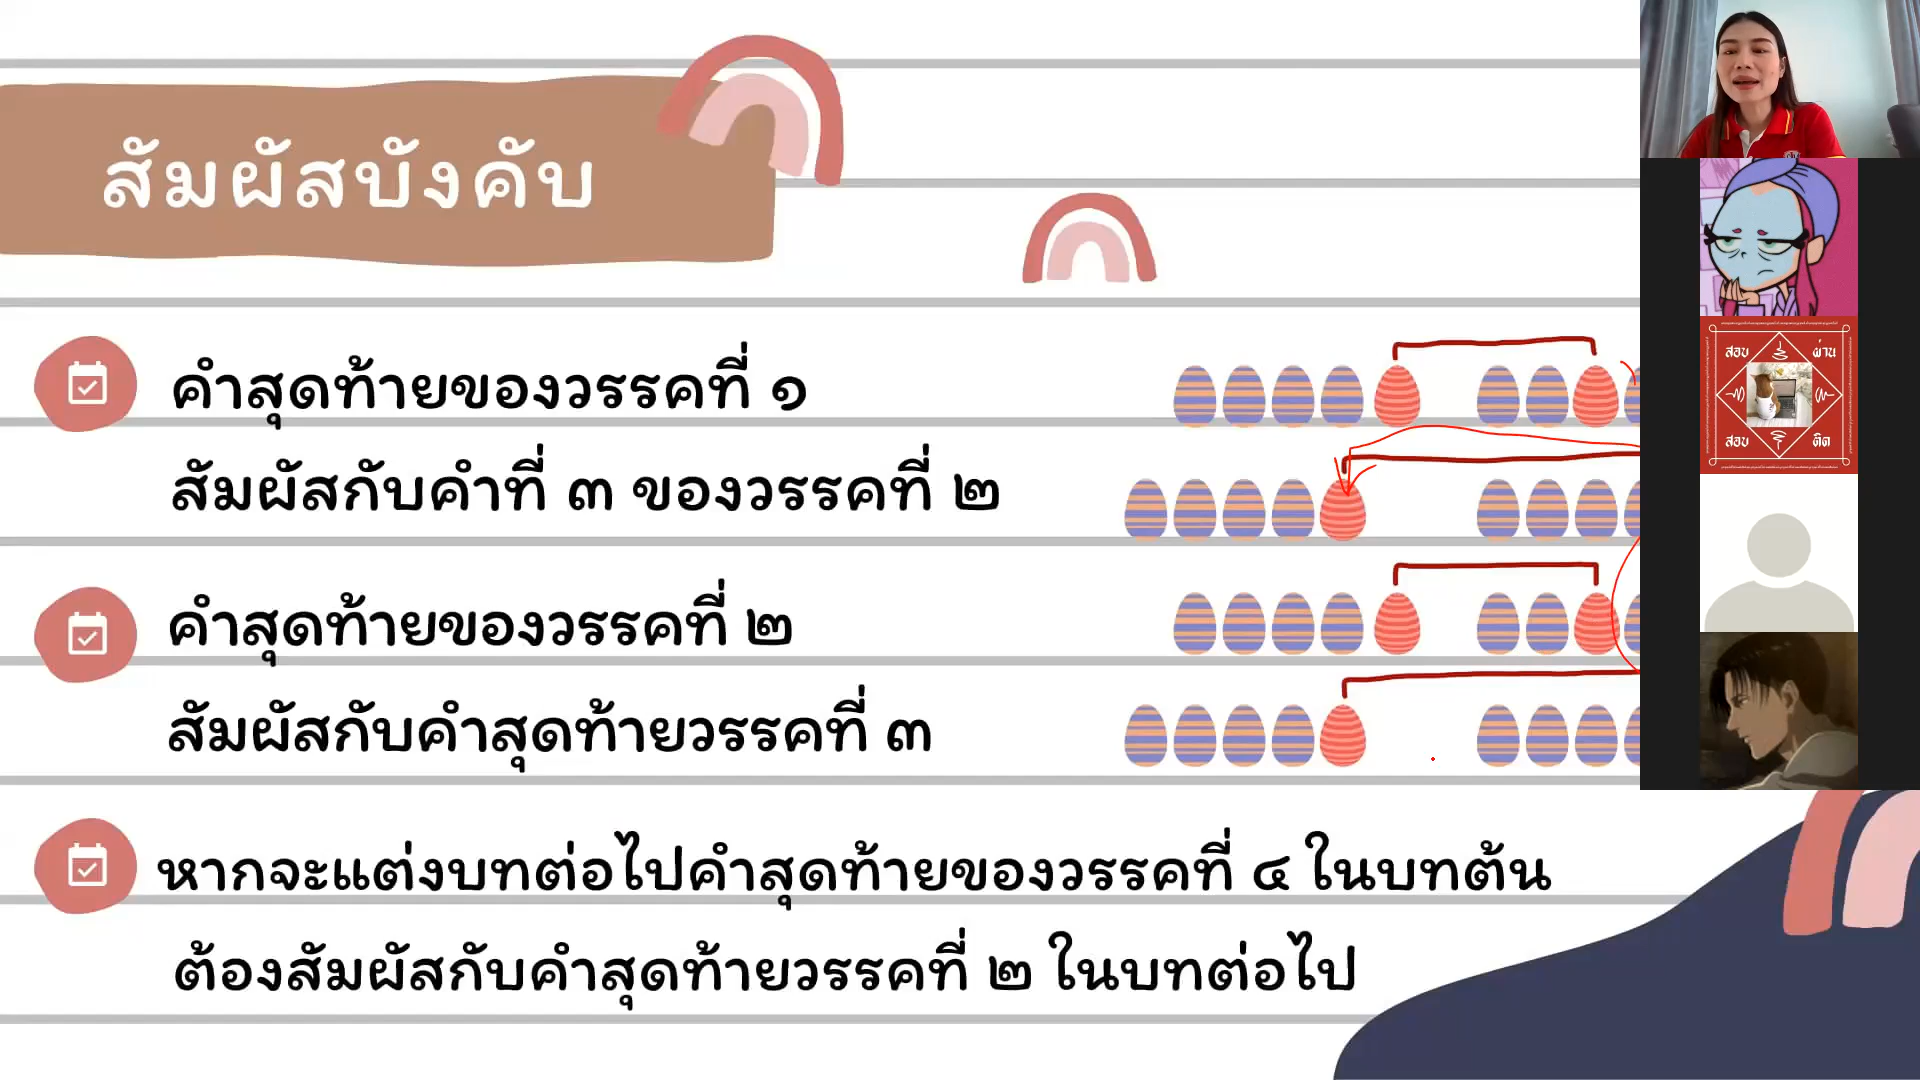 สัมผัสบังคับ
คำสุดท้ายของวรรคที่ ๑
สัมผัสกับคำที่ ๓ ของวรรคที่ ๒
คำสุดท้ายของวรรคที่ ๒
สัมผัสกับคำสุดท้ายวรรคที่ ๓
หากจะแต่งบทต่อไปคำสุดท้ายของวรรคที่ ๔ ในบทต้น
ต้องสัมผัสกับคำสุดท้ายวรรคที่ ๒ ในบทต่อไป
สอบ ผ่าน
สอบ ติด